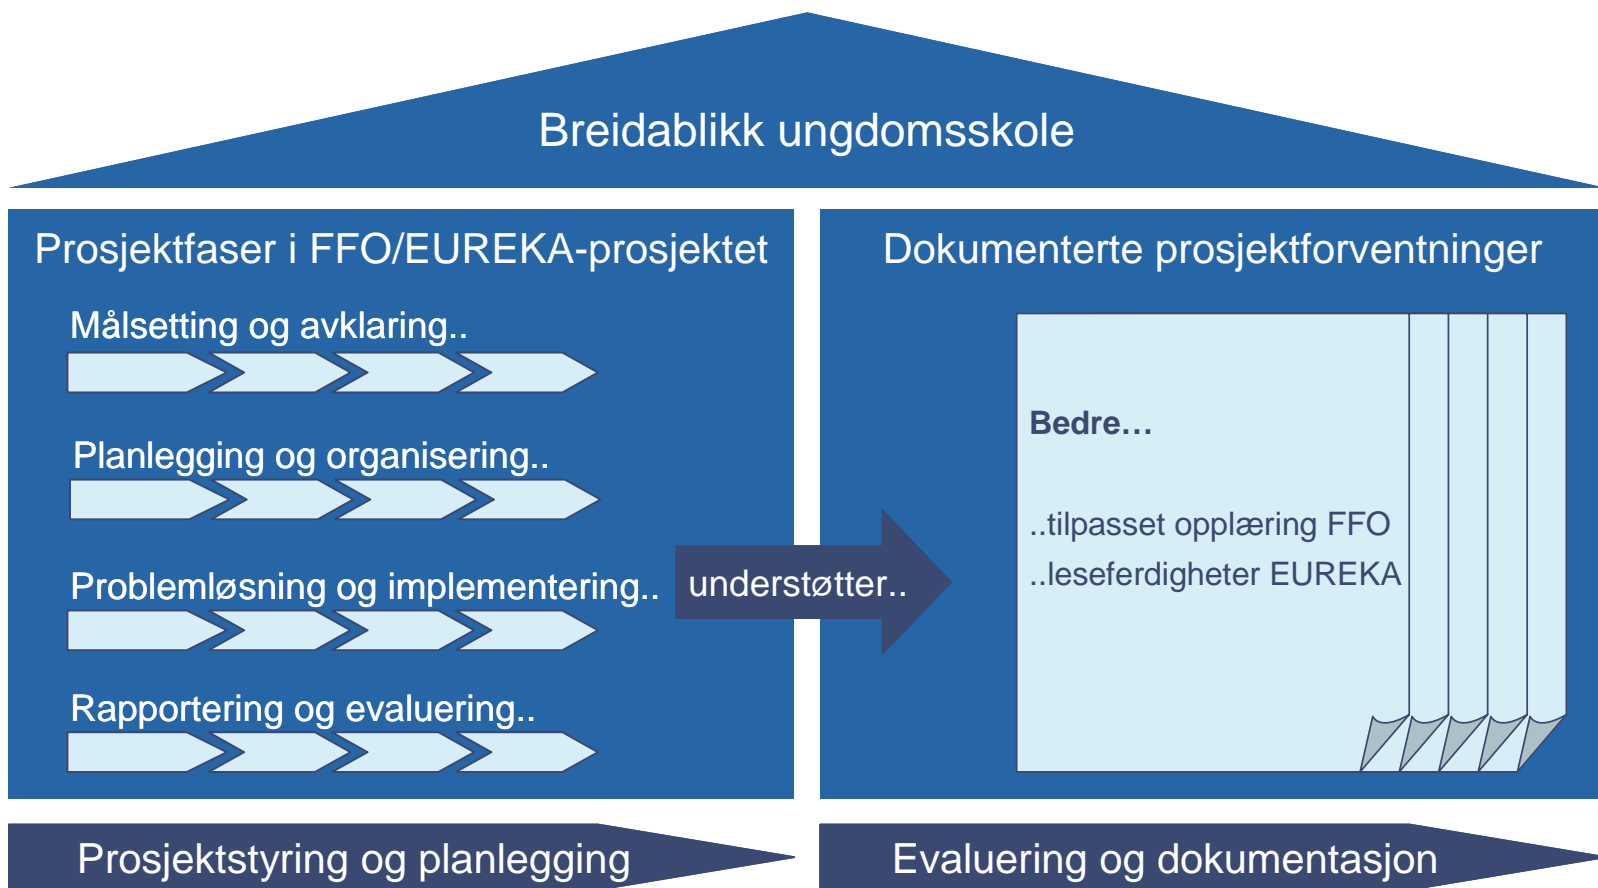 Breidablikk ungdomsskole
Prosjektfaser i FFO/EUREKA-prosjektet
Målsetting og avklaring..
Planlegging og organisering..
Problemløsning og implementering..
Rapportering og evaluering..
understøtter..
Dokumenterte prosjektforventninger
Bedre…
..tilpasset opplæring FFO
..leseferdigheter EUREKA
Prosjektstyring og planlegging
Evaluering og dokumentasjon